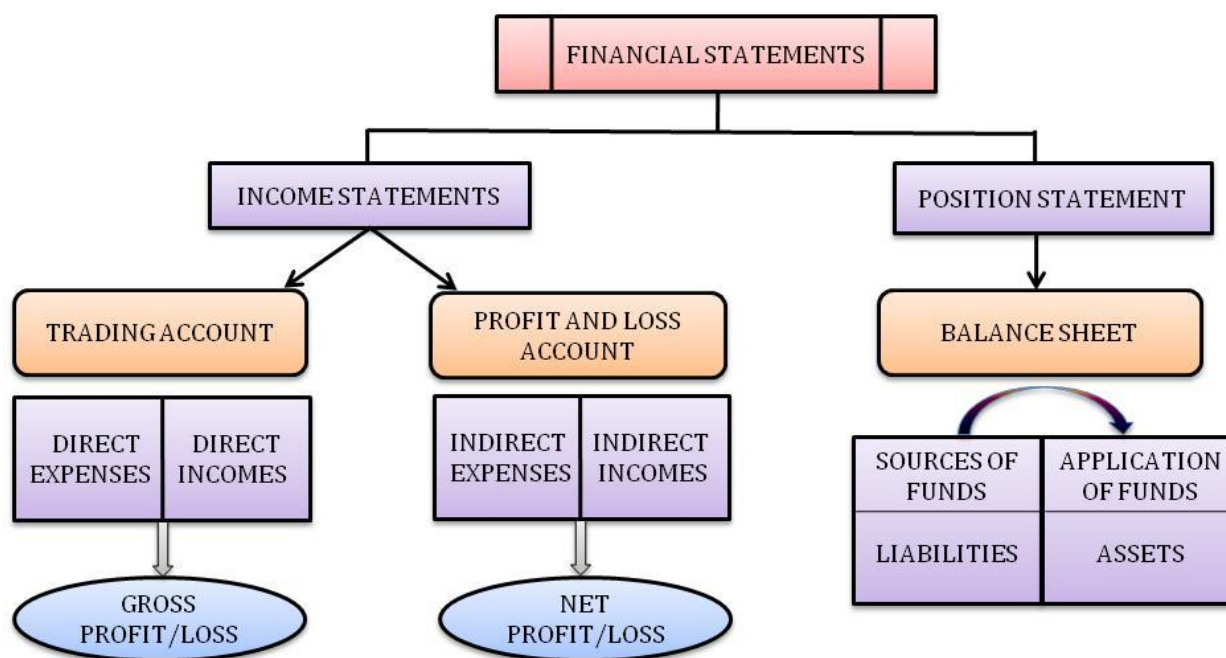 FINANCIAL STATEMENTS
INCOME STATEMENTS
POSITION STATEMENT
TRADING ACCOUNT
PROFIT AND LOSS
ACCOUNT
BALANCE SHEET
DIRECT
EXPENSES
DIRECT
INCOMES
INDIRECT
EXPENSES
INDIRECT
INCOMES
SOURCES OF
FUNDS
APPLICATION
OF FUNDS
LIABILITIES
ASSETS
GROSS
PROFIT/LOSS
NET
PROFIT/LOSS